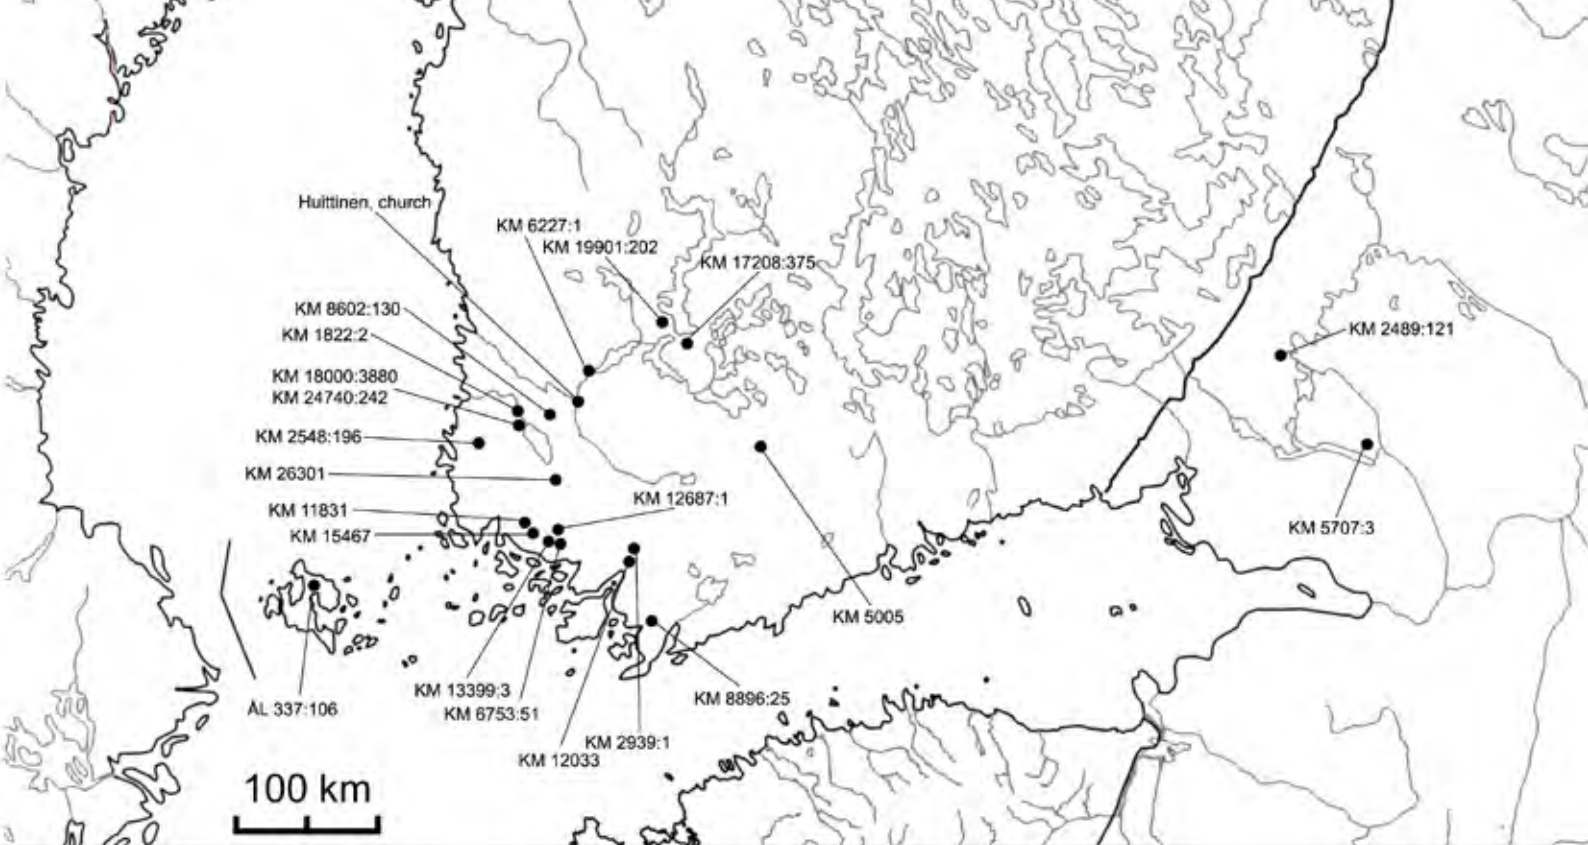 Huittinen, church
KM 6227:1
KM 19901:202
KM 17208:375
KM 8602:130
KM 1822:2
KM 2489:121
KM 18000:3880
KM 24740:242
KM 2548:196
KM 26301
KM 12687:1
KM 11831
KM 15467
KM 5707:3
KM 5005
KM 13399:3
KM 8896:25
ÅL 337:106
KM 6753:51
KM 2939:1
KM 12033
100 km